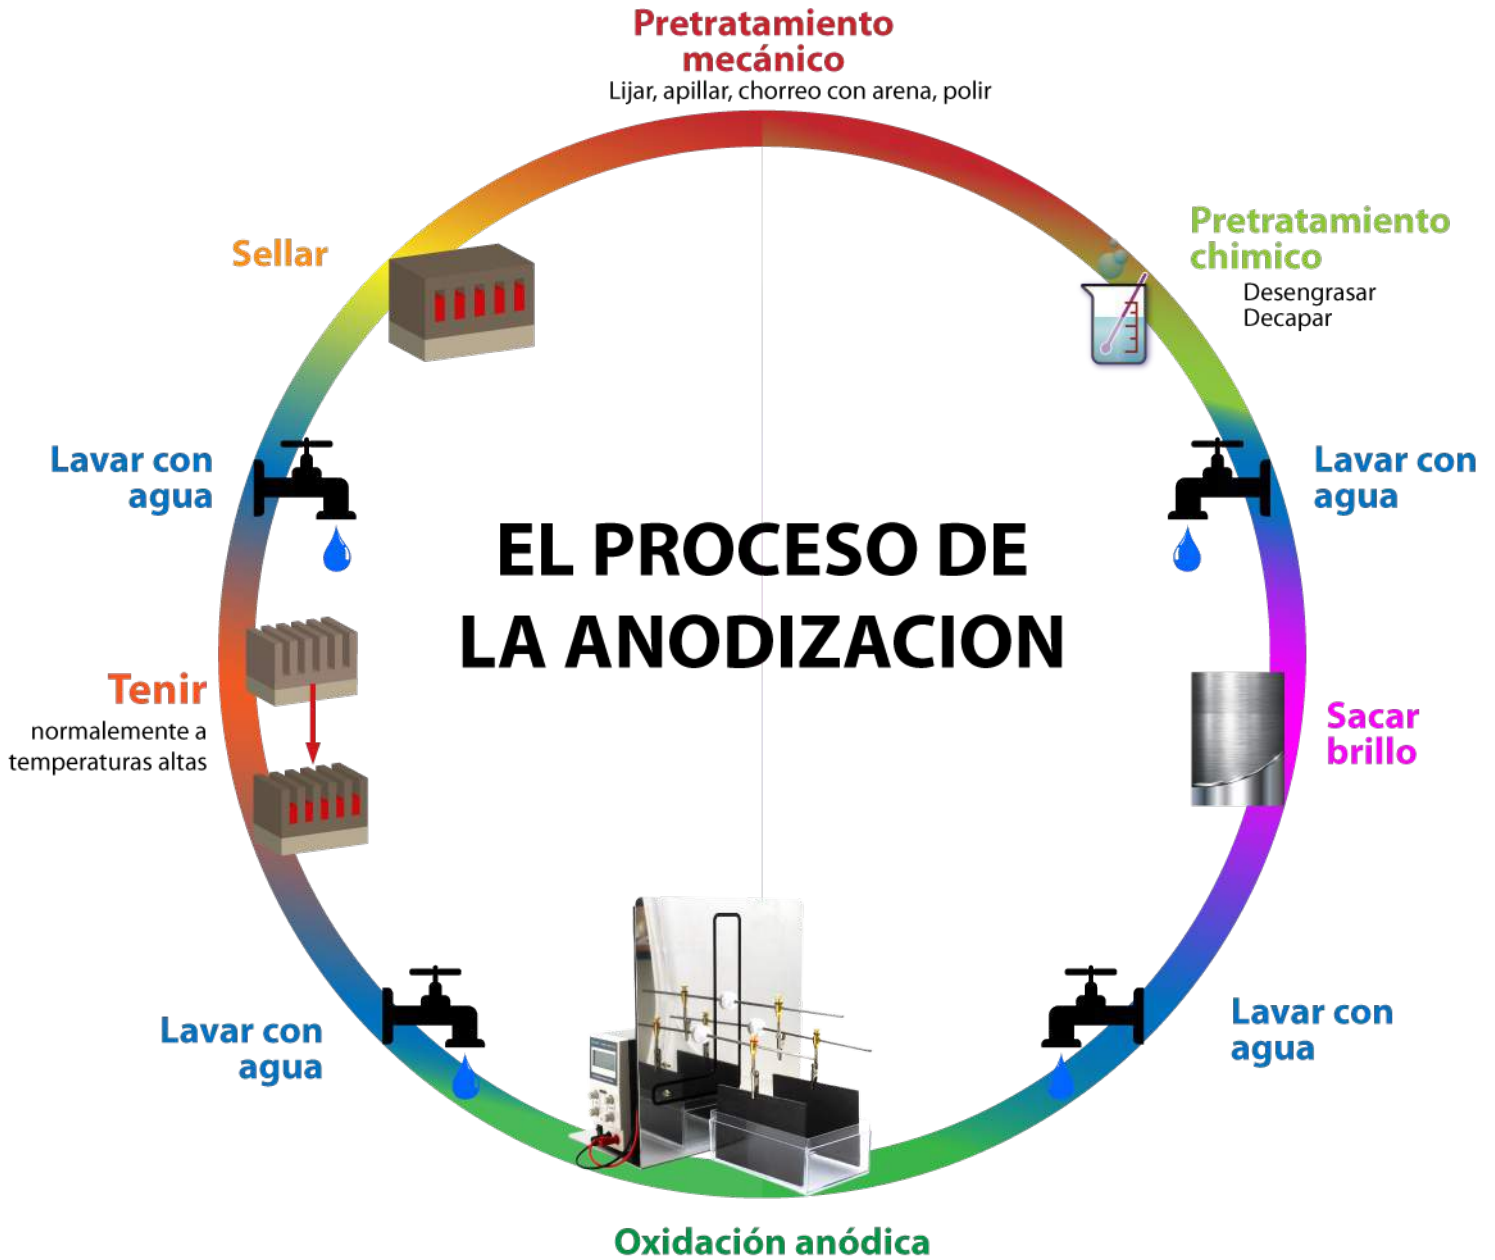 Pretratamiento
mecánico
Lijar, apillar, chorreo con arena, polir
Pretratamiento
chimico
Desengrasar
Decapar
Lavar con
agua
Sacar
brillo
Lavar con
agua
Oxidación anódica
Lavar con
agua
Tenir
normalemente a
temperaturas altas
Lavar con
agua
Sellar
EL PROCESO DE
LA ANODIZACION